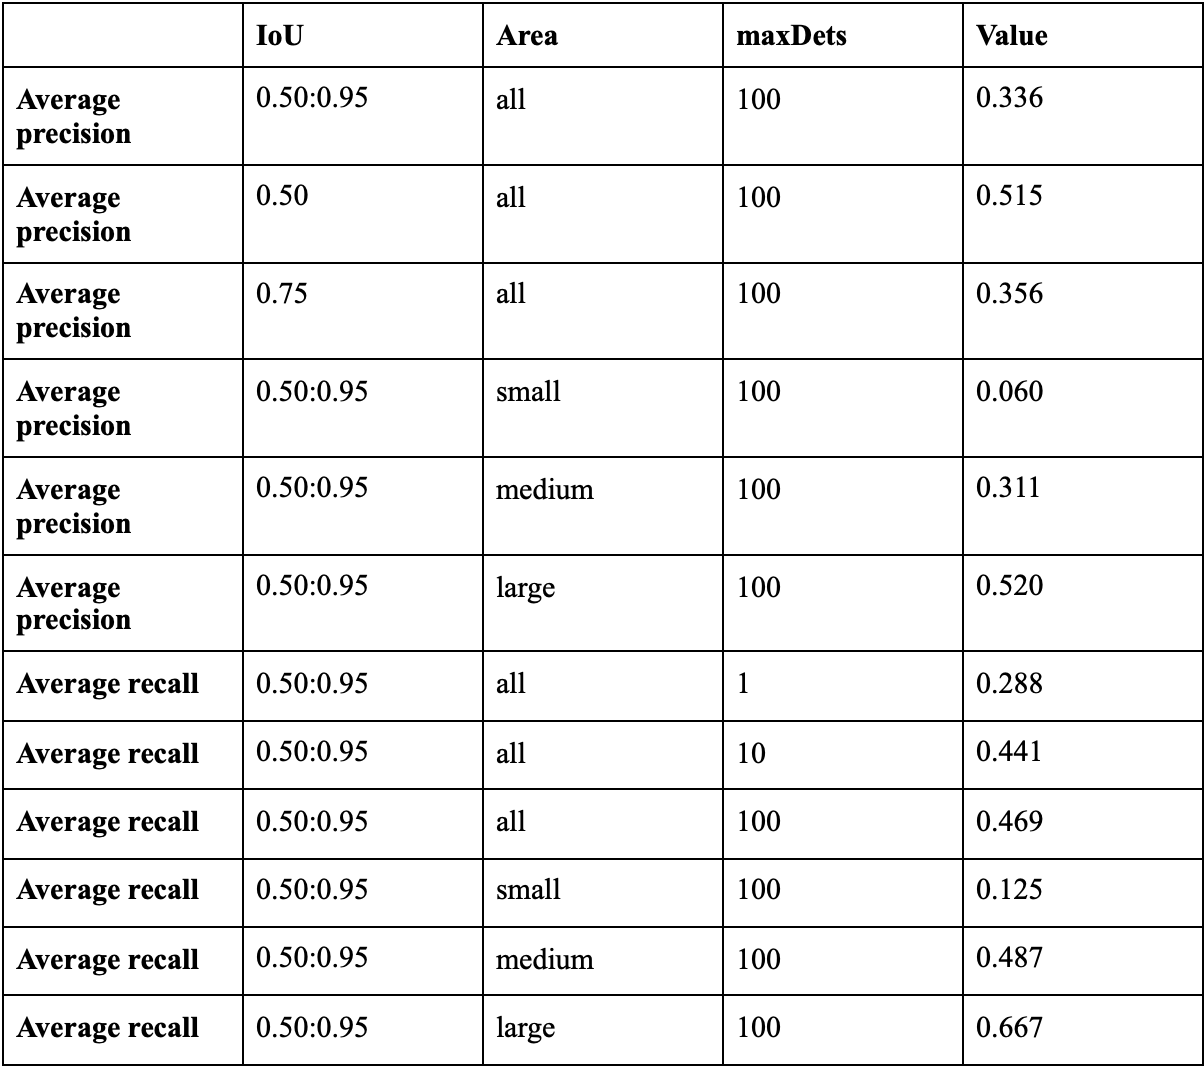 IoU Area maxDets Value
Average precision 0.50:0.95 all 100 0.336
Average precision 0.50 all 100 0.515
Average precision 0.75 all 100 0.356
Average precision 0.50:0.95 small 100 0.060
Average precision 0.50:0.95 medium 100 0.311
Average precision 0.50:0.95 large 100 0.520
Average recall 0.50:0.95 all 1 0.288
Average recall 0.50:0.95 all 10 0.441
Average recall 0.50:0.95 all 100 0.469
Average recall 0.50:0.95 small 100 0.125
Average recall 0.50:0.95 medium 100 0.487
Average recall 0.50:0.95 large 100 0.667